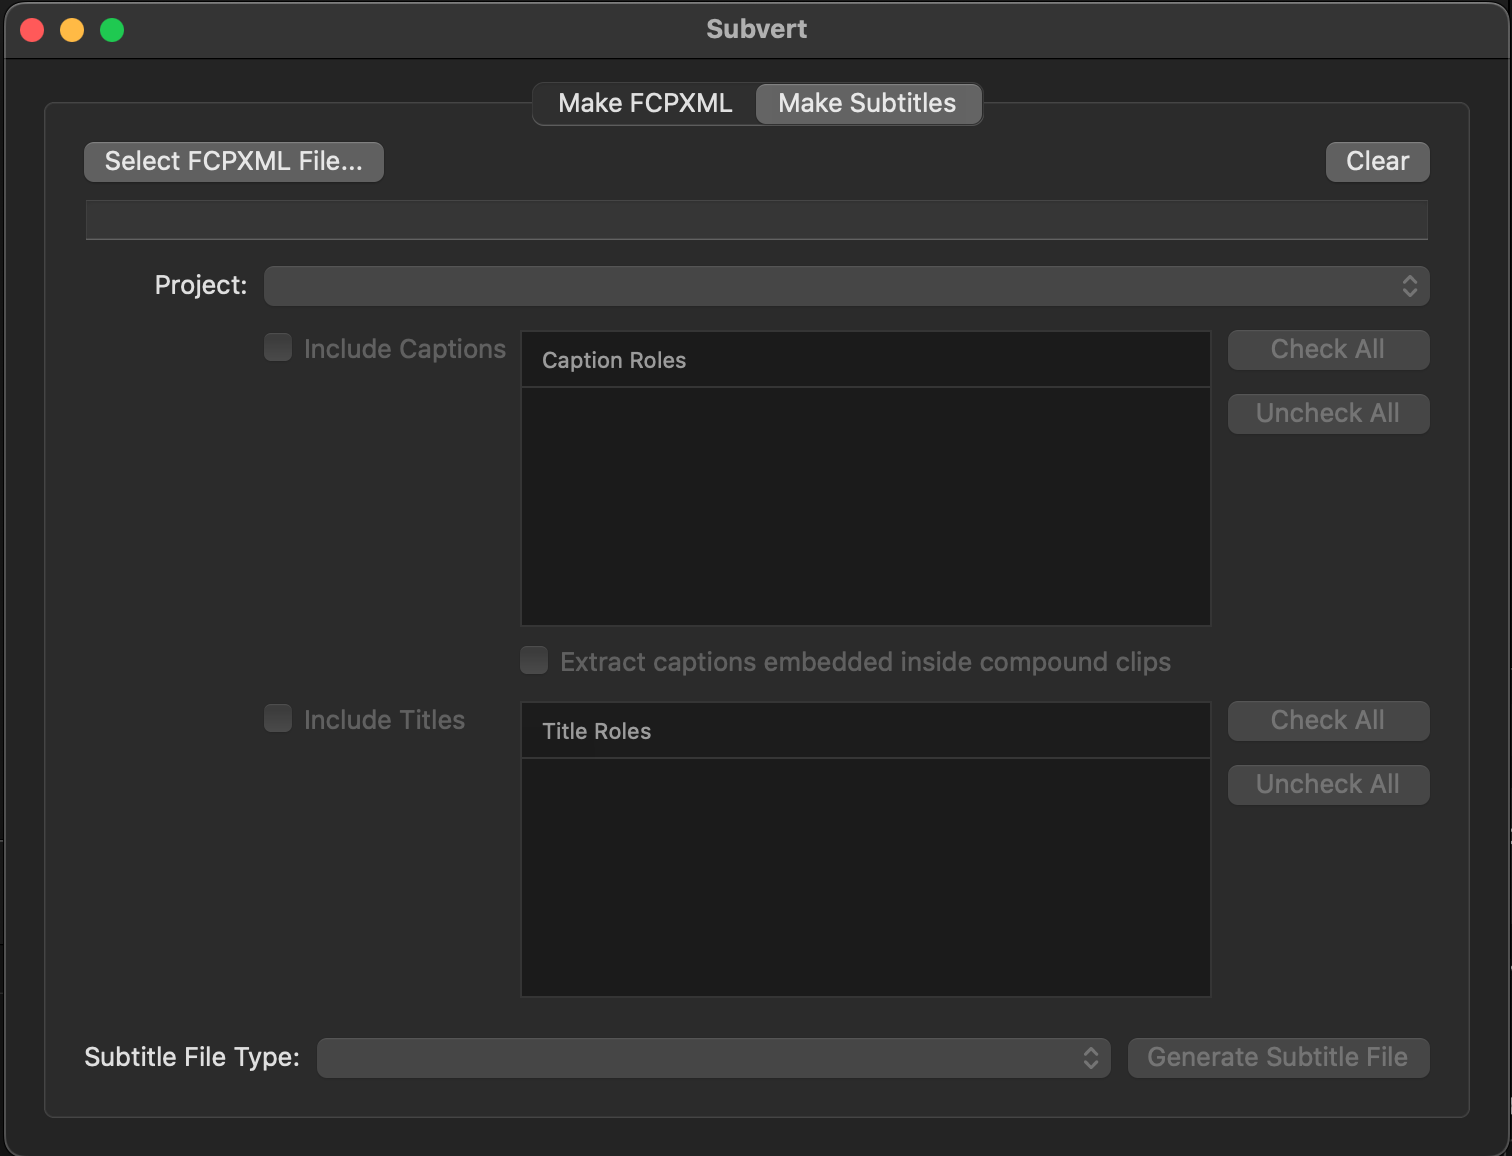 Subvert
Make FCPXML
Make Subtitles
Select FCPXML File...
Clear
Project:
Include Captions
Caption Roles
Check All
Uncheck All
Extract captions embedded inside compound clips
Include Titles
Title Roles
Check All
Uncheck All
Subtitle File Type:
Generate Subtitle File